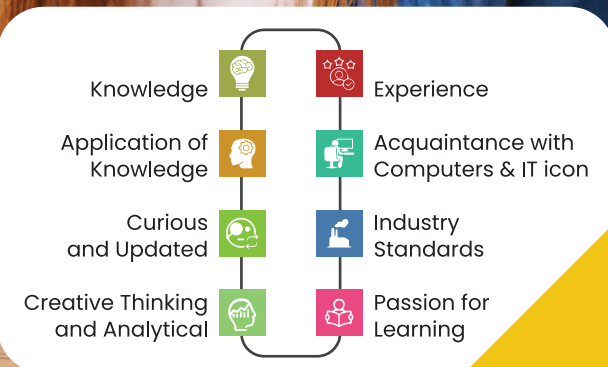 Knowledge
Application of
Knowledge
Curious
and Updated
Creative Thinking
and Analytical
Experience
Acquaintance with
Computers & IT icon
Industry
Standards
Passion for
Learning